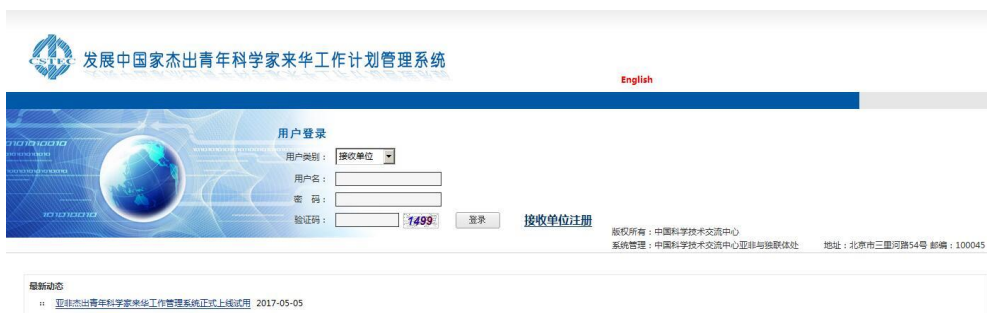 CSTEC
发展中国家杰出青年科学家来华工作计划管理系统
English
用户登录
用户类别： 接收单位
用户名：
密 码：
验证码： 1499 登录 接收单位注册
版权所有：中国科学技术交流中心
系统管理：中国科学技术交流中心亚非与独联体处 地址：北京市三里河路54号 邮编：100045
最新动态
:: 亚非杰出青年科学家来华工作管理系统正式上线试用 2017-05-05